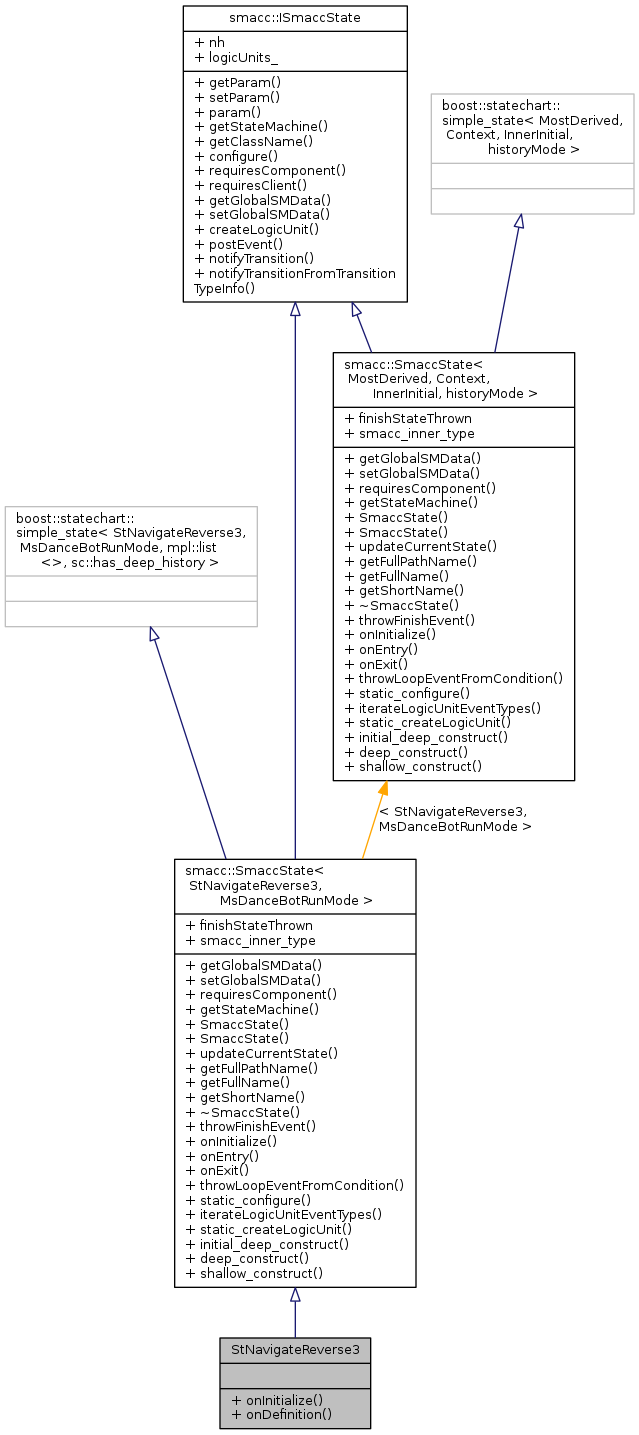 smacc::ISmaccState
+ nh
+ logicUnits_
+ getParam()
+ setParam()
+ param()
+ getStateMachine()
+ getClassName()
+ configure()
+ requiresComponent()
+ requiresClient()
+ getGlobalSMData()
+ setGlobalSMData()
+ createLogicUnit()
+ postEvent()
+ notifyTransition()
+ notifyTransitionFromTransition
TypeInfo()
boost::statechart::
simple_state< MostDerived,
Context, InnerInitial,
historyMode >
smacc::SmaccState<
MostDerived, Context,
InnerInitial, historyMode >
+ finishStateThrown
+ smacc_inner_type
+ getGlobalSMData()
+ setGlobalSMData()
+ requiresComponent()
+ getStateMachine()
+ SmaccState()
+ SmaccState()
+ updateCurrentState()
+ getFullPathName()
+ getFullName()
+ getShortName()
+ ~SmaccState()
+ throwFinishEvent()
+ onInitialize()
+ onEntry()
+ onExit()
+ throwLoopEventFromCondition()
+ static_configure()
+ iterateLogicUnitEventTypes()
+ static_createLogicUnit()
+ initial_deep_construct()
+ deep_construct()
+ shallow_construct()
boost::statechart::
simple_state< StNavigateReverse3,
MsDanceBotRunMode, mpl::list
<>, sc::has_deep_history >
< StNavigateReverse3,
MsDanceBotRunMode >
smacc::SmaccState<
StNavigateReverse3,
MsDanceBotRunMode >
+ finishStateThrown
+ smacc_inner_type
+ getGlobalSMData()
+ setGlobalSMData()
+ requiresComponent()
+ getStateMachine()
+ SmaccState()
+ SmaccState()
+ updateCurrentState()
+ getFullPathName()
+ getFullName()
+ getShortName()
+ ~SmaccState()
+ throwFinishEvent()
+ onInitialize()
+ onEntry()
+ onExit()
+ throwLoopEventFromCondition()
+ static_configure()
+ iterateLogicUnitEventTypes()
+ static_createLogicUnit()
+ initial_deep_construct()
+ deep_construct()
+ shallow_construct()
StNavigateReverse3
+ onInitialize()
+ onDefinition()